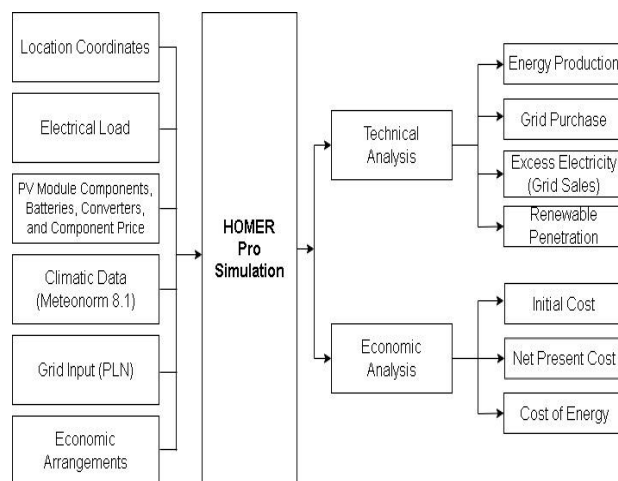 Location Coordinates
Electrical Load
PV Module Components,
Batteries, Converters,
and Component Price
Climatic Data
(Meteonorm 8.1)
Grid Input (PLN)
Economic
Arrangements
HOMER
Pro
Simulation
Technical
Analysis
Economic
Analysis
Energy Production
Grid Purchase
Excess Electricity
(Grid Sales)
Renewable
Penetration
Initial Cost
Net Present Cost
Cost of Energy